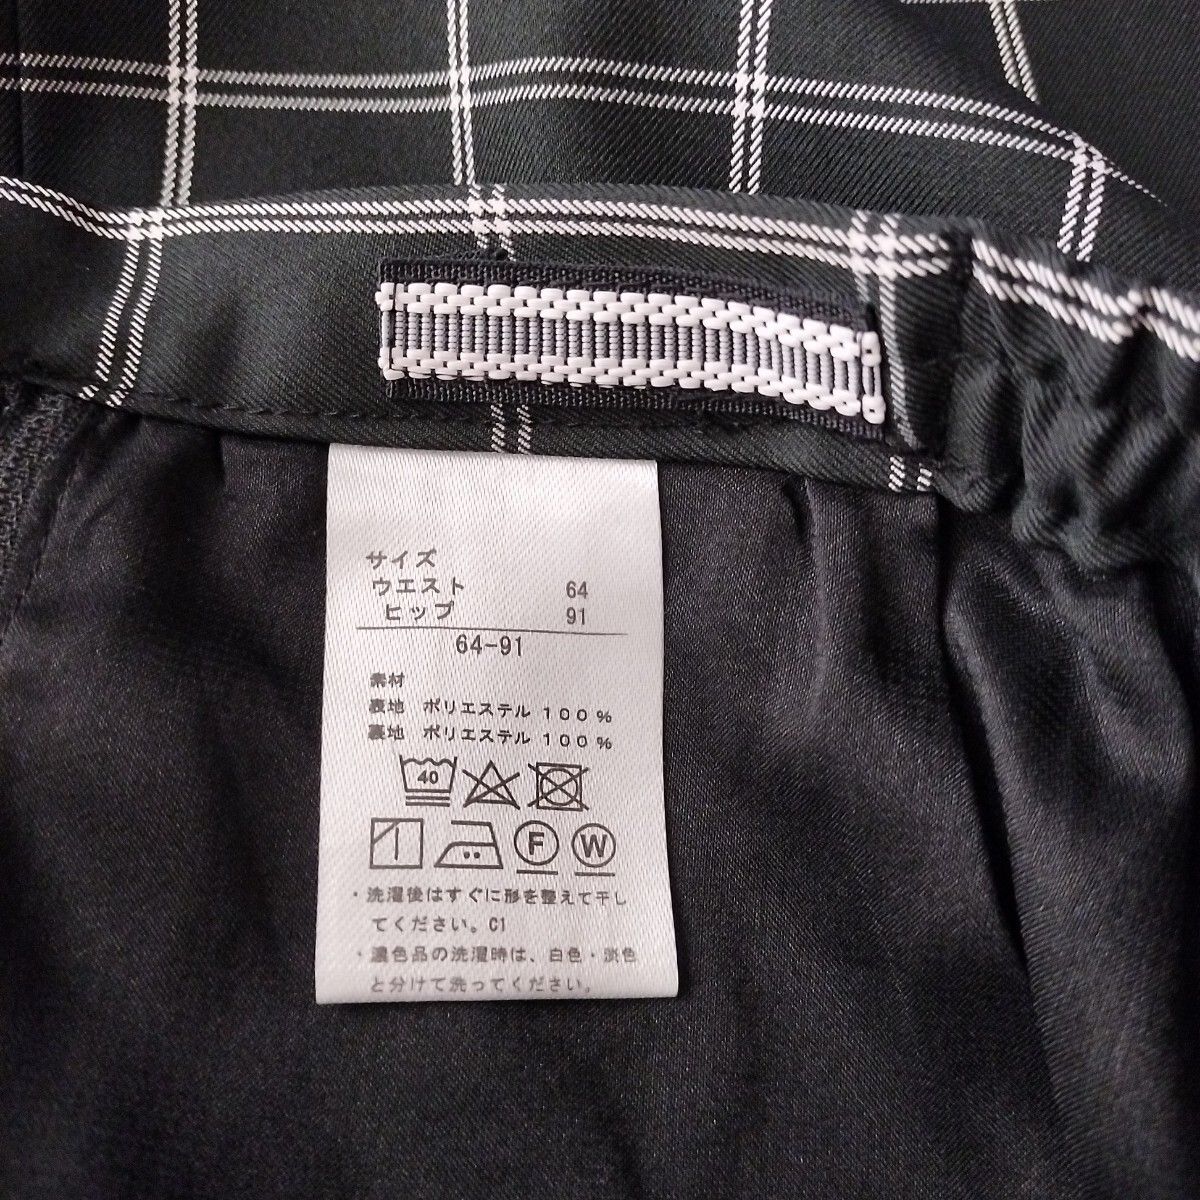 サイズ
ウエスト 64
ヒップ 91
64-91
素材
表地 ポリエステル 100%
裏地 ポリエステル 100%
40
F W
・洗濯後はすぐに形を整えて干し
てください。C1
・濃色品の洗濯時は、白色・淡色
と分けて洗ってください。